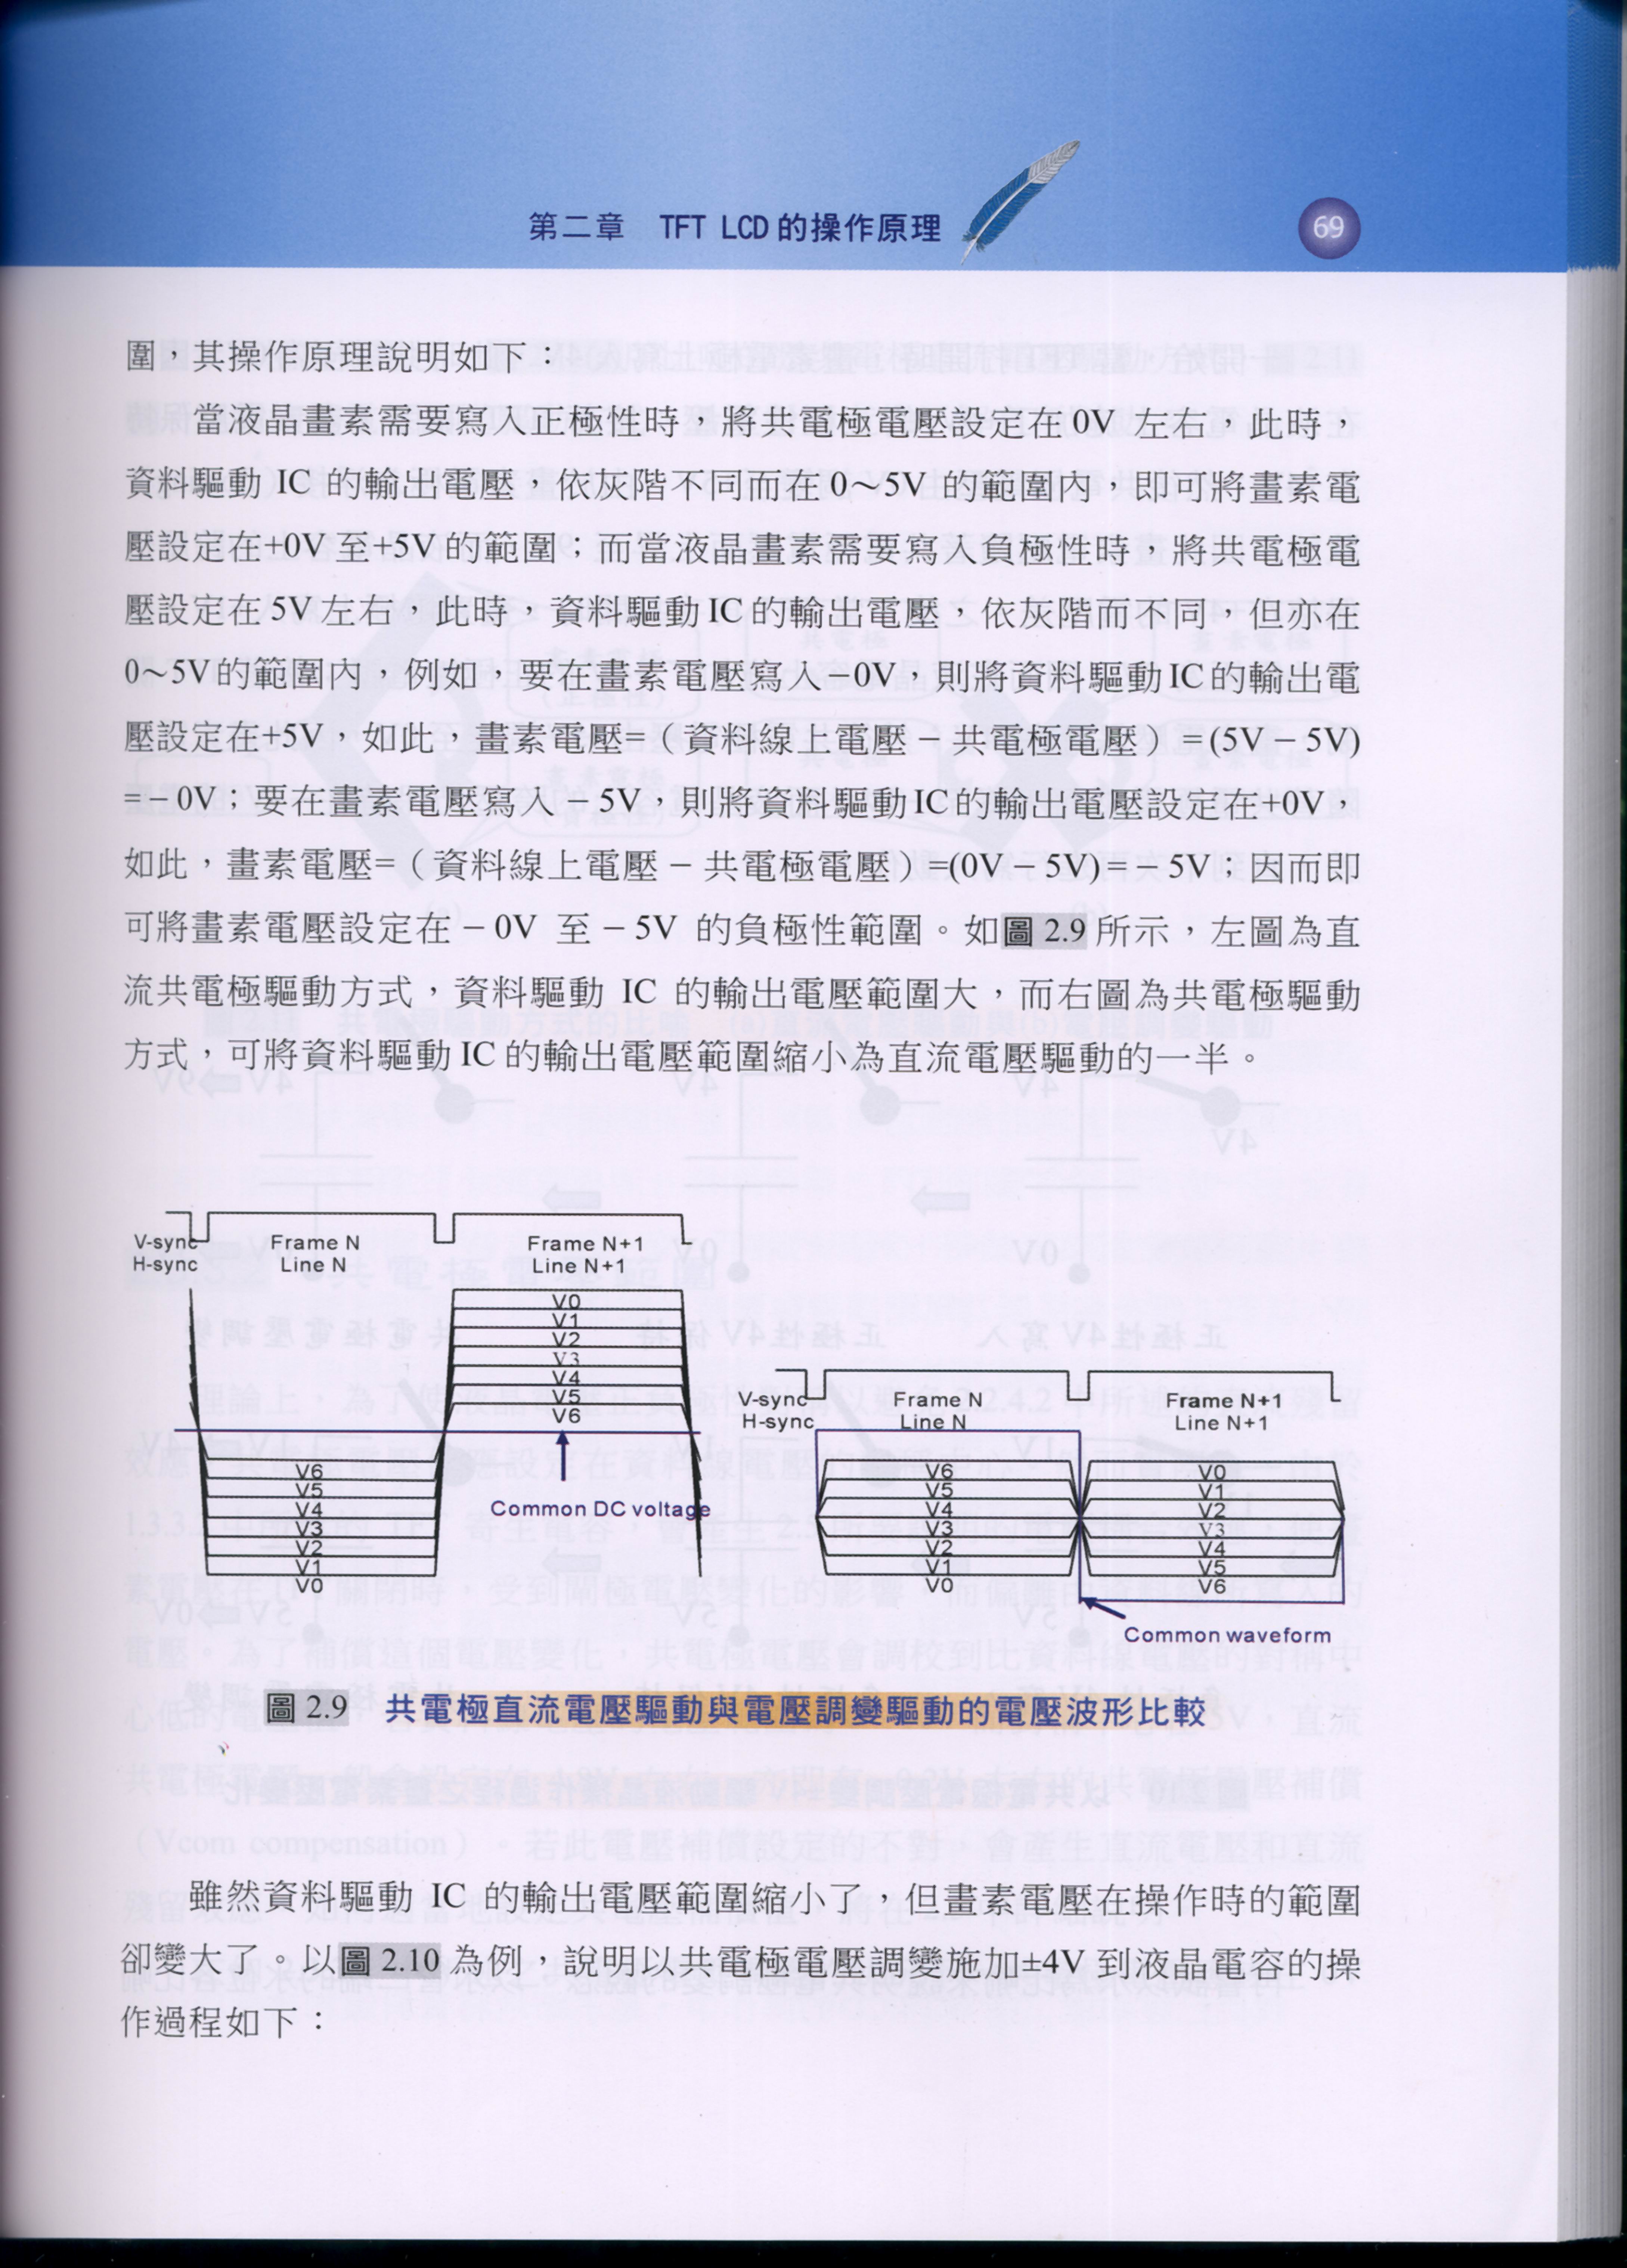 第二章 TFT LCD的操作原理
69
圍,其操作原理說明如下:
當液晶畫素需要寫入正極性時,將共電極電壓設定在0V 左右,此時,
資料驅動 IC 的輸出電壓,依灰階不同而在 0~5V 的範圍內,即可將畫素電
壓設定在+0V 至+5V 的範圍;而當液晶畫素需要寫入負極性時,將共電極電
壓設定在 5V 左右,此時,資料驅動 IC 的輸出電壓,依灰階而不同,但亦在
0~5V的範圍內,例如,要在畫素電壓寫入-0V,則將資料驅動 IC 的輸出電
壓設定在+5V,如此,畫素電壓=(資料線上電壓-共電極電壓)=(5V-5V)
=-0V;要在畫素電壓寫入-5V,則將資料驅動 IC 的輸出電壓設定在+0V,
如此,畫素電壓=(資料線上電壓-共電極電壓)=(0V-5V)=-5V;因而即
可將畫素電壓設定在-0V 至-5V 的負極性範圍。如圖 2.9 所示,左圖為直
流共電極驅動方式,資料驅動 IC 的輸出電壓範圍大,而右圖為共電極驅動
方式,可將資料驅動 IC 的輸出電壓範圍縮小為直流電壓驅動的一半。
V-sync
H-sync
Frame N
Line N
Frame N+1
Line N+1
V0
V1
V2
V3
V4
V5
V6
V6
V5
V4
V3
V2
V1
V0
Common DC voltage
V-sync
H-sync
Frame N
Line N
Frame N+1
Line N+1
V6
V5
V4
V3
V2
V1
V0
V0
V1
V2
V3
V4
V5
V6
Common waveform
圖 2.9 共電極直流電壓驅動與電壓調變驅動的電壓波形比較
雖然資料驅動 IC 的輸出電壓範圍縮小了,但畫素電壓在操作時的範圍
卻變大了。以圖 2.10 為例,說明以共電極電壓調變施加±4V 到液晶電容的操
作過程如下: